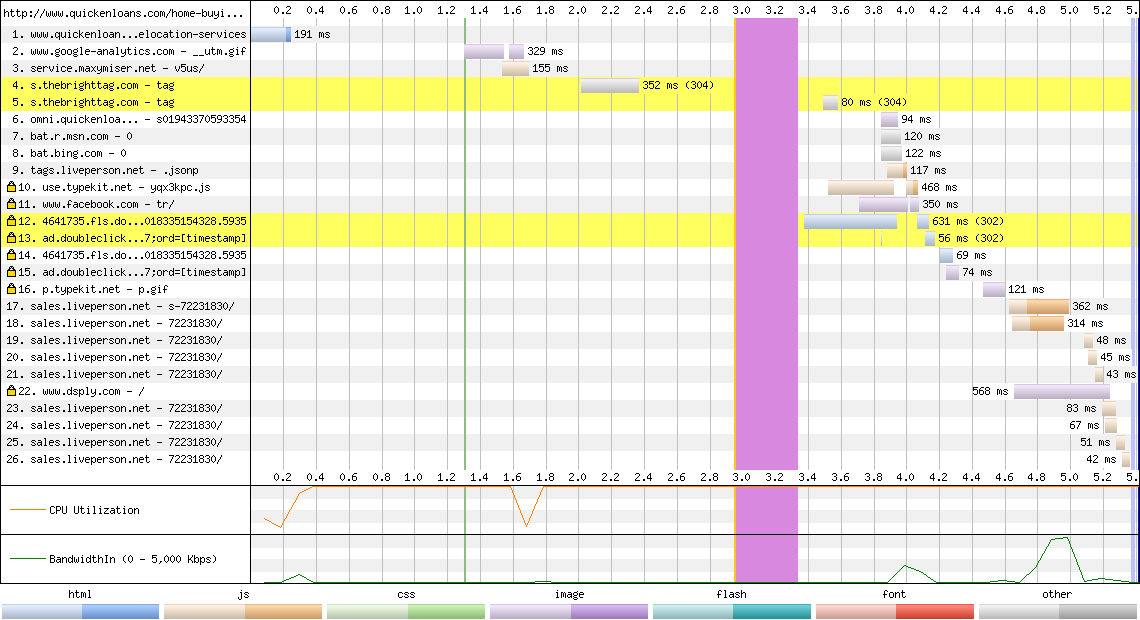 http://www.quickenloans.com/home-buyi... 0.2 0.4 0.6 0.8 1.0 1.2 1.4 1.6 1.8 2.0 2.2 2.4 2.6 2.8 3.0 3.2 3.4 3.6 3.8 4.0 4.2 4.4 4.6 4.8 5.0 5.2 5.
1. www.quickenloan...elocation-services 191 ms
2. www.google-analytics.com - __utm.gif 329 ms
3. service.maxymiser.net - v5us/ 155 ms
4. s.thebrighttag.com - tag 352 ms (304)
5. s.thebrighttag.com - tag 80 ms (304)
6. omni.quickenloa... - s01943370593354 94 ms
7. bat.r.msn.com - 0 120 ms
8. bat.bing.com - 0 122 ms
9. tags.liveperson.net - .jsonp 117 ms
10. use.typekit.net - yqx3kpc.js 468 ms
11. www.facebook.com - tr/ 350 ms
12. 4641735.fls.do...018335154328.5935 631 ms (302)
13. ad.doubleclick...7;ord=[timestamp] 56 ms (302)
14. 4641735.fls.do...018335154328.5935 69 ms
15. ad.doubleclick...7;ord=[timestamp] 74 ms
16. p.typekit.net - p.gif 121 ms
17. sales.liveperson.net - s-72231830/ 362 ms
18. sales.liveperson.net - 72231830/ 314 ms
19. sales.liveperson.net - 72231830/ 48 ms
20. sales.liveperson.net - 72231830/ 45 ms
21. sales.liveperson.net - 72231830/ 43 ms
22. www.dsply.com - / 568 ms
23. sales.liveperson.net - 72231830/ 83 ms
24. sales.liveperson.net - 72231830/ 67 ms
25. sales.liveperson.net - 72231830/ 51 ms
26. sales.liveperson.net - 72231830/ 42 ms
0.2 0.4 0.6 0.8 1.0 1.2 1.4 1.6 1.8 2.0 2.2 2.4 2.6 2.8 3.0 3.2 3.4 3.6 3.8 4.0 4.2 4.4 4.6 4.8 5.0 5.2 5.
CPU Utilization
BandwidthIn (0 - 5,000 Kbps)
html js css image flash font other